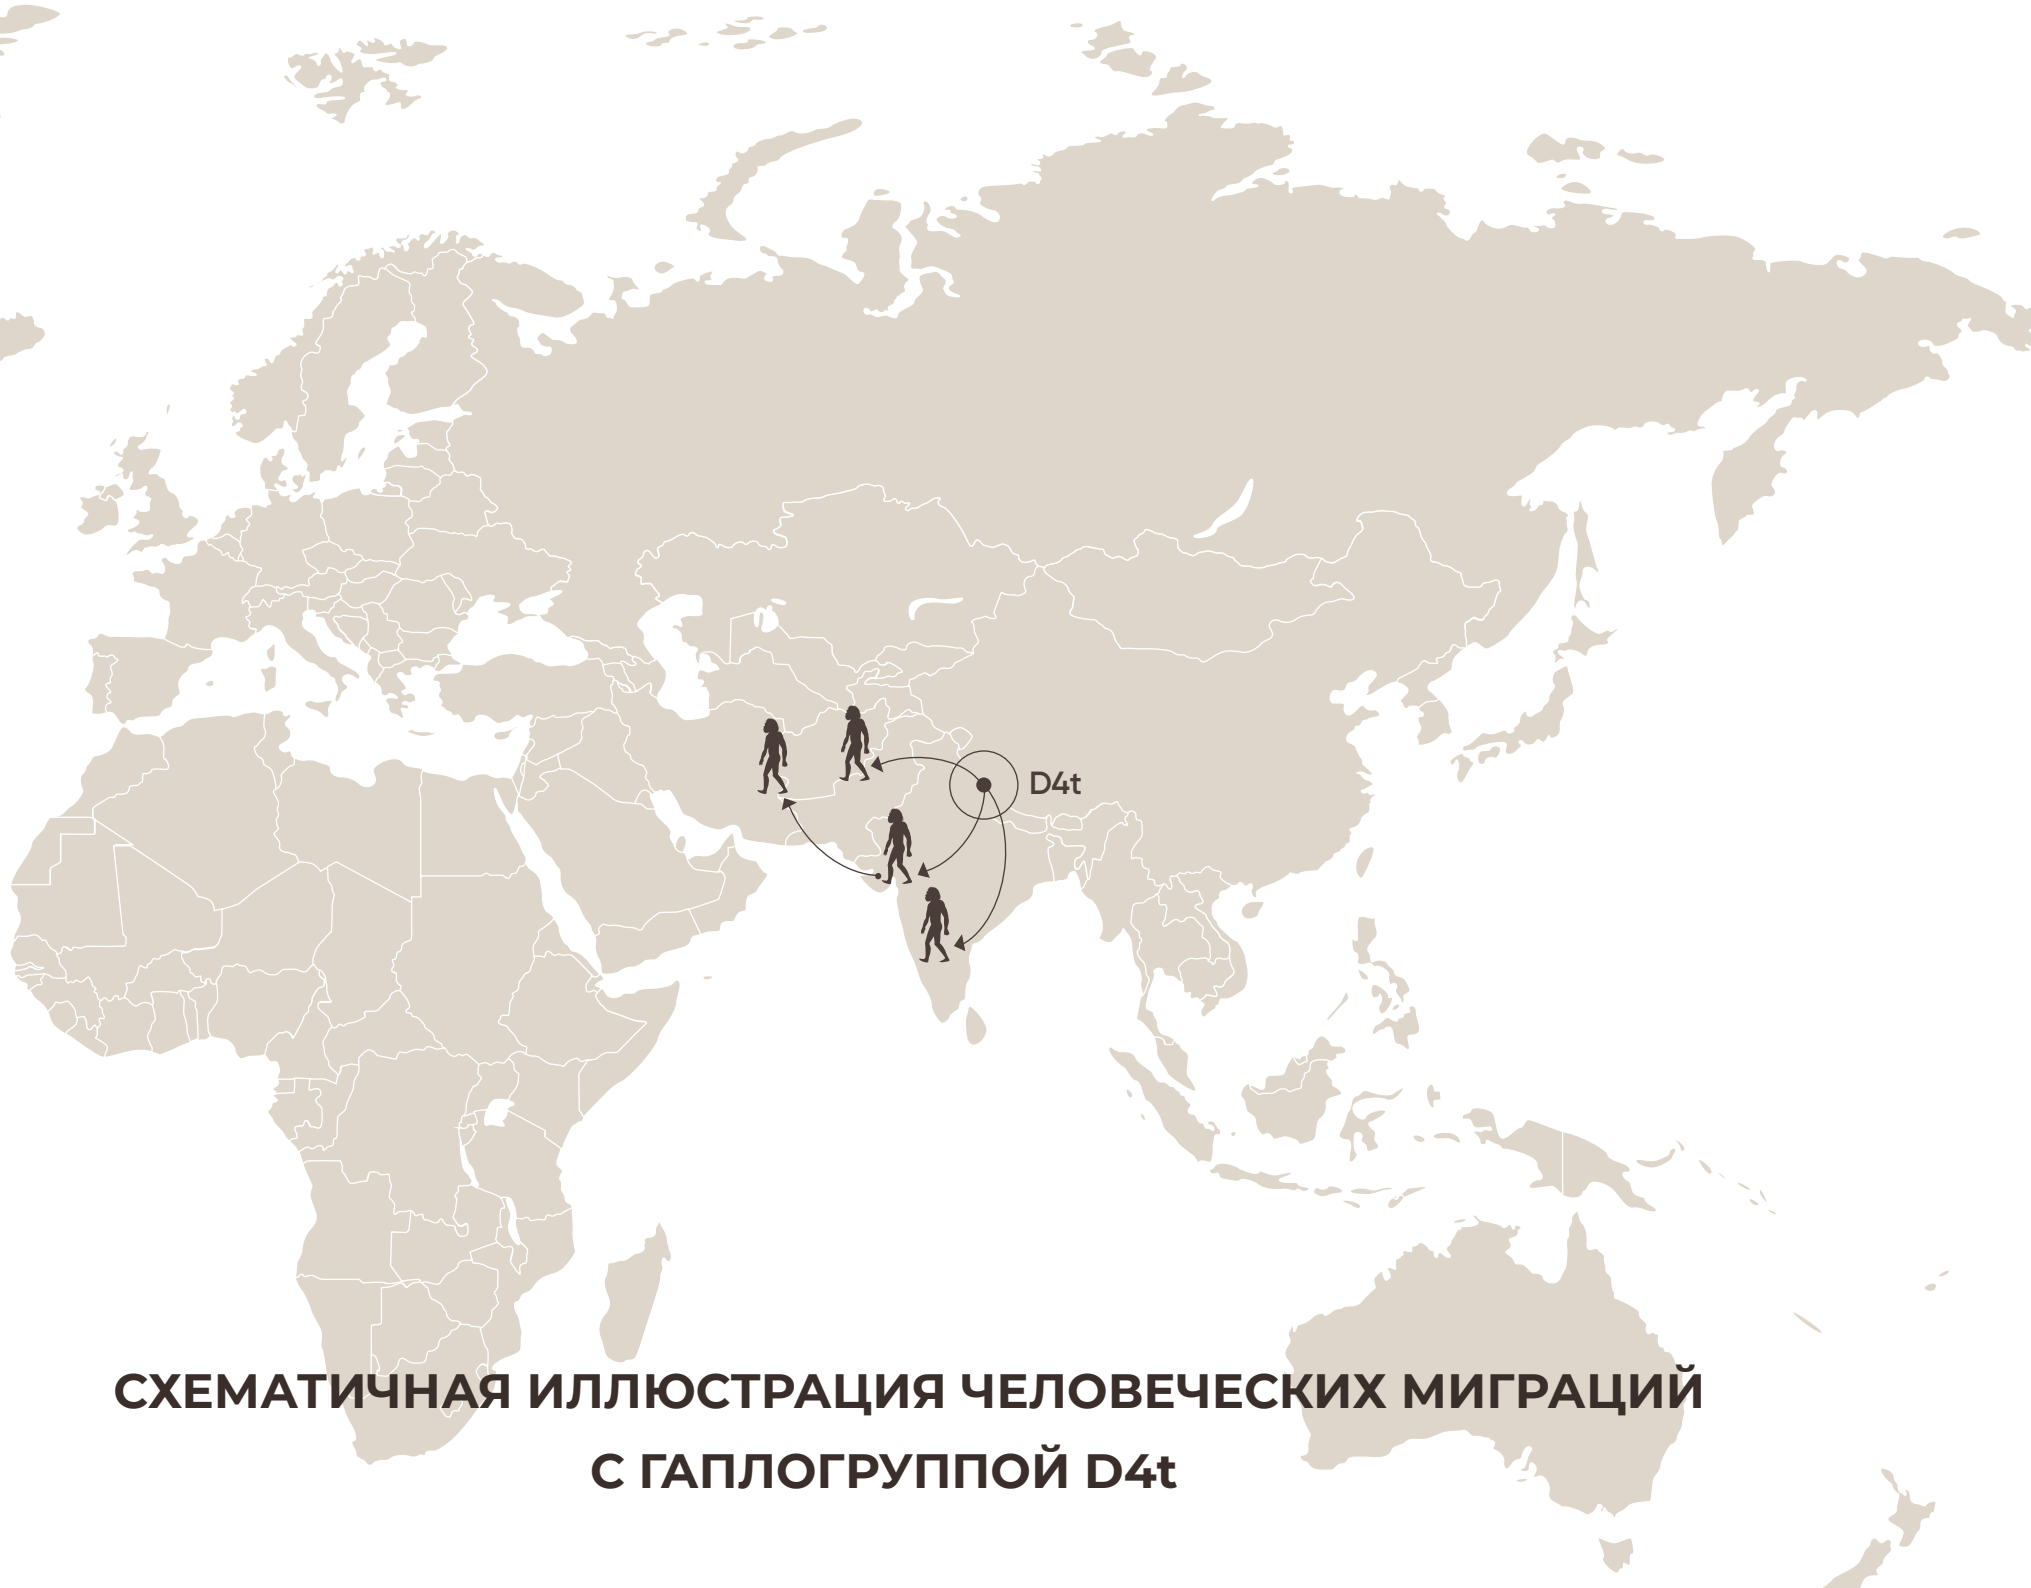 D4t
СХЕМАТИЧНАЯ ИЛЛЮСТРАЦИЯ ЧЕЛОВЕЧЕСКИХ МИГРАЦИЙ
С ГАПЛОГРУППОЙ D4t